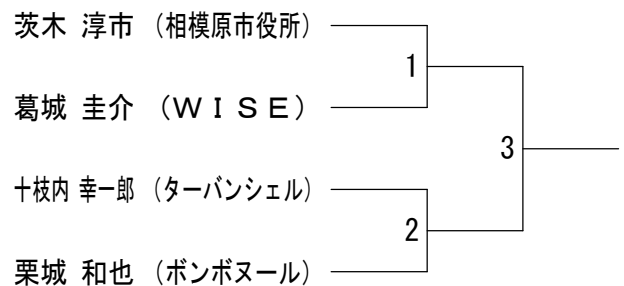 茨木 淳市 （相模原市役所）
1
葛城 圭介 （ＷＩＳＥ）
3
十枝内 幸一郎 （ターバンシェル）
2
栗城 和也 （ボンボヌール）